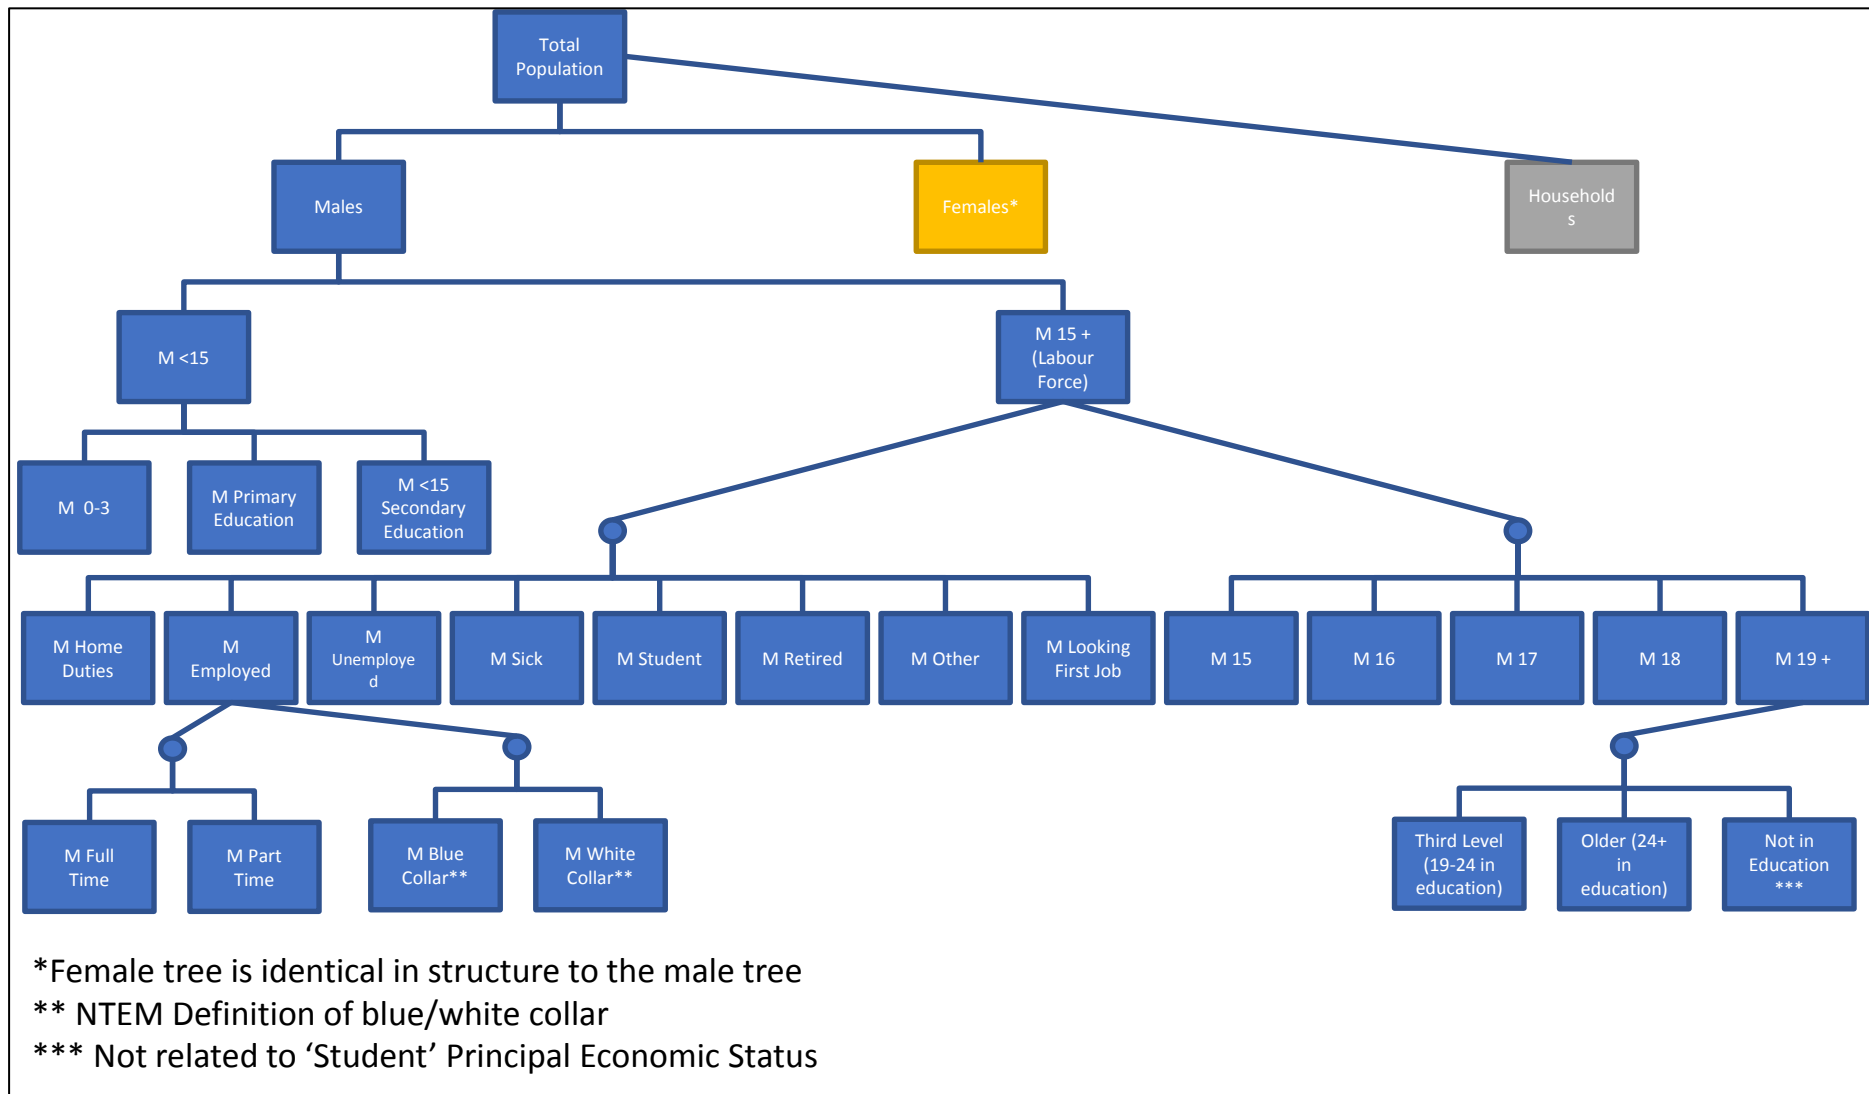 Total
Population
Males
Females*
Household
s
M <15
M 15 +
(Labour
Force)
M 0-3
M Primary
Education
M <15
Secondary
Education
M Home
Duties
M
Employed
M
Unemploye
d
M Sick
M Student
M Retired
M Other
M Looking
First Job
M 15
M 16
M 17
M 18
M 19 +
M Full
Time
M Part
Time
M Blue
Collar**
M White
Collar**
Third Level
(19-24 in
education)
Older (24+
in
education)
Not in
Education
***
*Female tree is identical in structure to the male tree
** NTEM Definition of blue/white collar
*** Not related to ‘Student’ Principal Economic Status